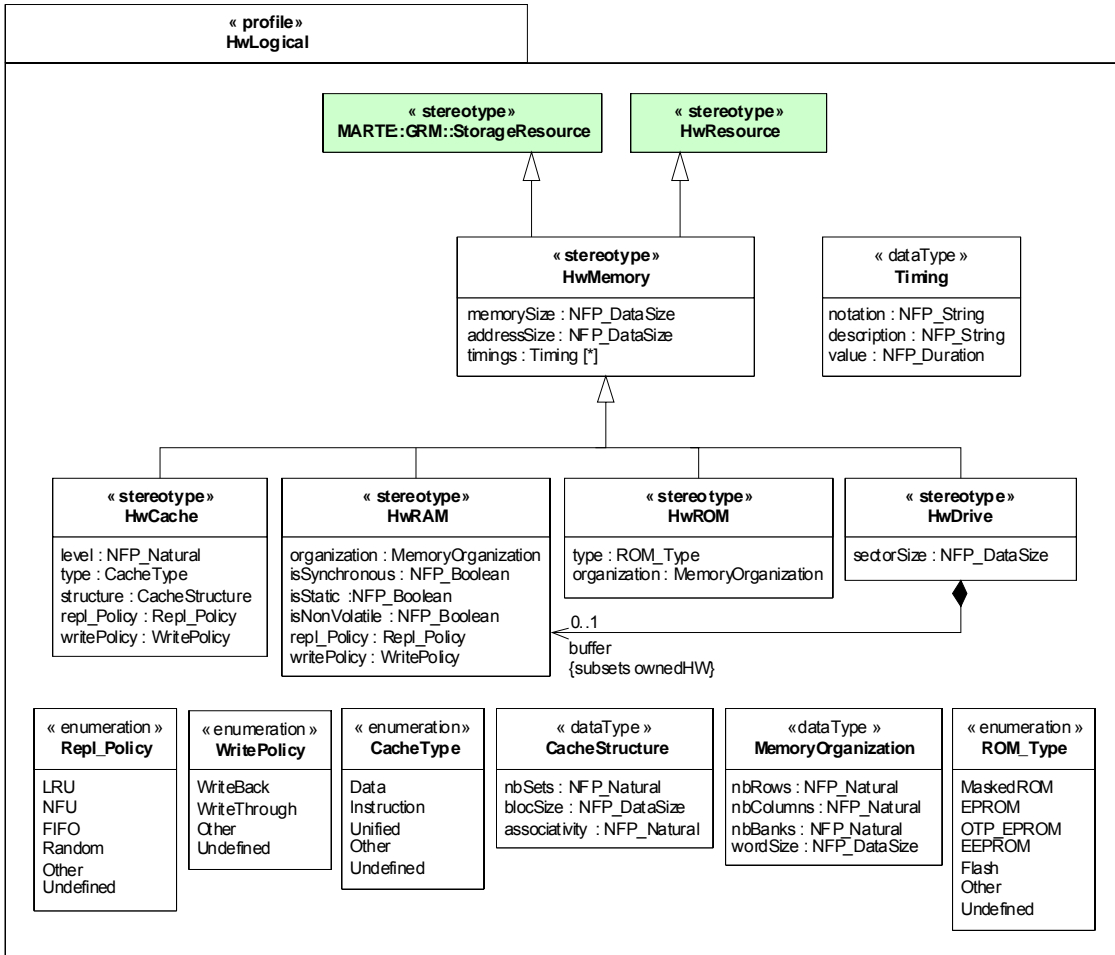 « profile»
HwLogical
« stereotype»
MARTE::GRM::StorageResource
« stereotype»
HwResource
« stereotype»
HwMemory
memorySize : NFP_DataSize
addressSize : NFP_DataSize
timings : Timing [*]
« dataType »
Timing
notation : NFP_String
description : NFP_String
value : NFP_Duration
« stereotype»
HwCache
level : NFP_Natural
type : CacheType
structure : CacheStructure
repl_Policy : Repl_Policy
writePolicy : WritePolicy
« stereotype»
HwRAM
organization : MemoryOrganization
isSynchronous : NFP_Boolean
isStatic :NFP_Boolean
isNonVolatile : NFP_Boolean
repl_Policy : Repl_Policy
writePolicy : WritePolicy
« stereotype»
HwROM
type : ROM_Type
organization : MemoryOrganization
« stereotype»
HwDrive
sectorSize : NFP_DataSize
0..1
buffer
{subsets ownedHW}
« enumeration »
Repl_Policy
LRU
NFU
FIFO
Random
Other
Undefined
« enumeration»
WritePolicy
WriteBack
WriteThrough
Other
Undefined
« enumeration»
CacheType
Data
Instruction
Unified
Other
Undefined
« dataType »
CacheStructure
nbSets : NFP_Natural
blocSize : NFP_DataSize
associativity : NFP_Natural
«dataType »
MemoryOrganization
nbRows : NFP_Natural
nbColumns : NFP_Natural
nbBanks : NFP_Natural
wordSize : NFP_DataSize
« enumeration»
ROM_Type
MaskedROM
EPROM
OTP_EPROM
EEPROM
Flash
Other
Undefined